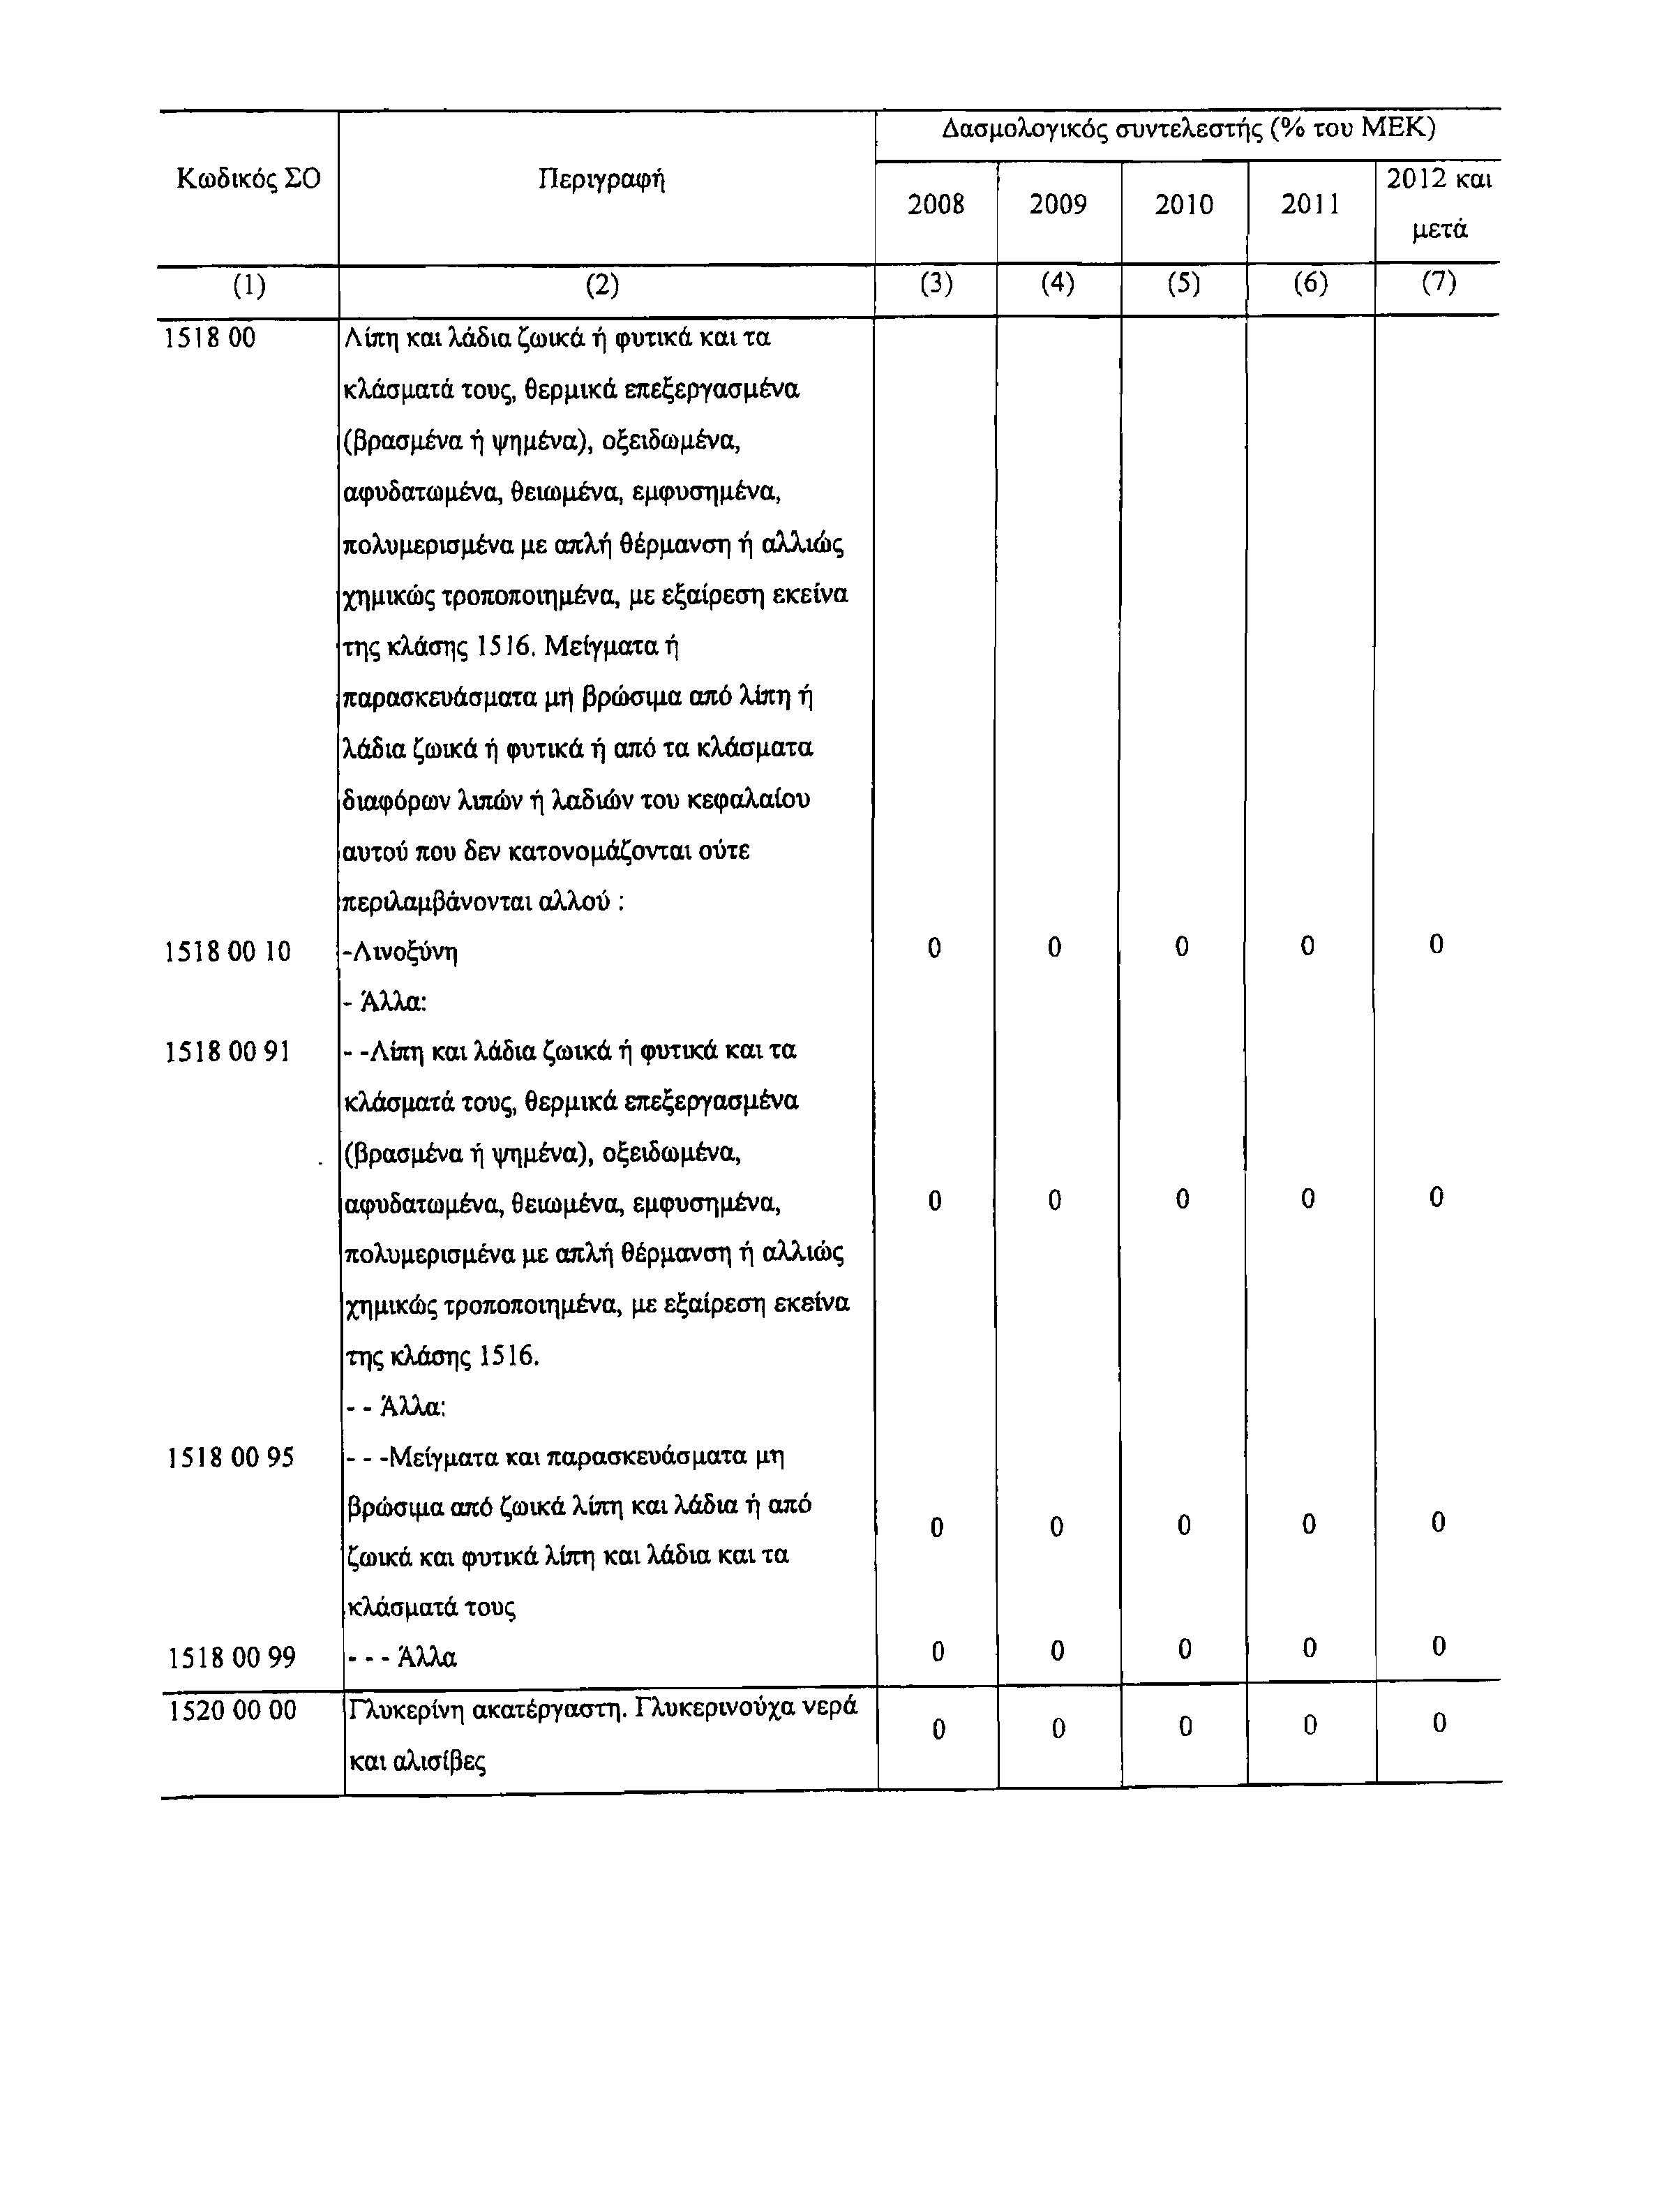 Δασμολογικός συντελεστής (% του ΜΕΚ)
Κωδικός ΣΟ Περιγραφή 2008 2009 2010 2011 2012 και
μετά
(1) (2) (3) (4) (5) (6) (7)
1518 00 Λίπη και λάδια ζωικά ή φυτικά και τα
κλάσματά τους, θερμικά επεξεργασμένα
(βρασμένα ή ψημένα), οξειδωμένα,
αφυδατωμένα, θειωμένα, εμφυσημένα,
πολυμερισμένα με απλή θέρμανση ή αλλιώς
χημικώς τροποποιημένα, με εξαίρεση εκείνα
της κλάσης 1516. Μείγματα ή
παρασκευάσματα μη βρώσιμα από λίπη ή
λάδια ζωικά ή φυτικά ή από τα κλάσματα
διαφόρων λιπών ή λαδιών του κεφαλαίου
αυτού που δεν κατονομάζονται ούτε
περιλαμβάνονται αλλού :
1518 00 10 -Λινοξύνη 0 0 0 0 0
- Άλλα:
1518 00 91 - -Λίπη και λάδια ζωικά ή φυτικά και τα
κλάσματά τους, θερμικά επεξεργασμένα
(βρασμένα ή ψημένα), οξειδωμένα,
αφυδατωμένα, θειωμένα, εμφυσημένα, 0 0 0 0 0
πολυμερισμένα με απλή θέρμανση ή αλλιώς
χημικώς τροποποιημένα, με εξαίρεση εκείνα
της κλάσης 1516.
- - Άλλα:
1518 00 95 - - -Μείγματα και παρασκευάσματα μη
βρώσιμα από ζωικά λίπη και λάδια ή από 0 0 0 0 0
ζωικά και φυτικά λίπη και λάδια και τα
κλάσματά τους
1518 00 99 - - - Άλλα 0 0 0 0 0
1520 00 00 Γλυκερίνη ακατέργαστη. Γλυκερινούχα νερά 0 0 0 0 0
και αλισίβες